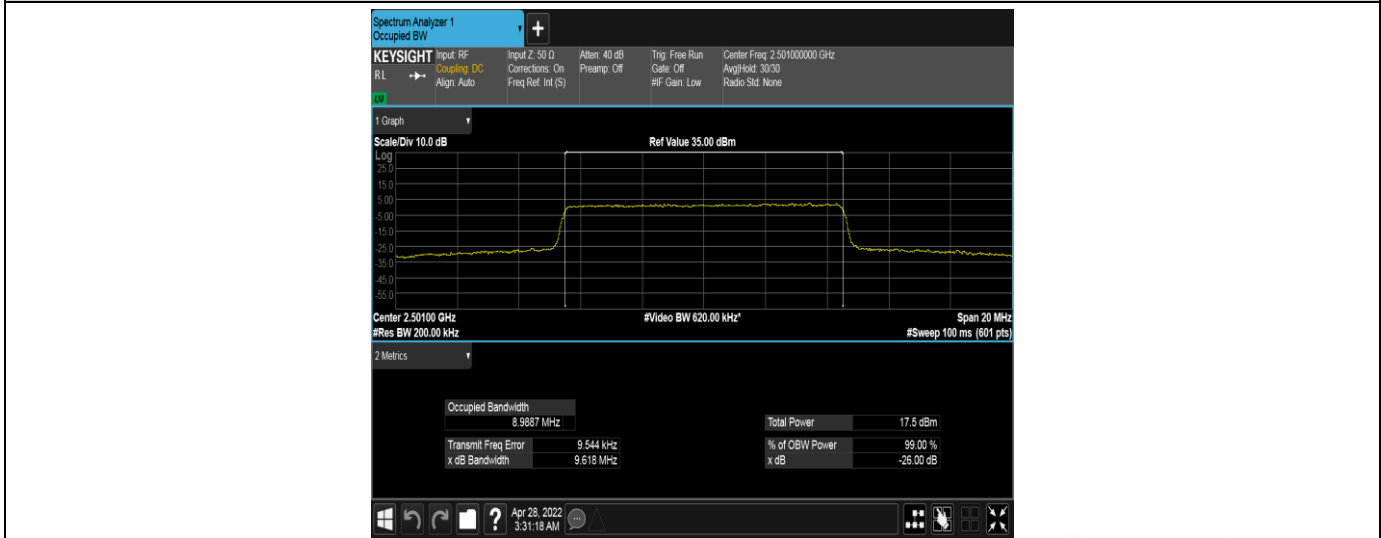 Spectrum Analyzer 1
Occupied BW
+
KEYSIGHT Input: RF Input Z: 50 Ω Atten: 40 dB Trig: Free Run Center Freq: 2.501000000 GHz
RL Coupling: DC Corrections: On Preamp: Off Gate: Off Avg|Hold: 30/30
Align: Auto Freq Ref: Int (S) #IF Gain: Low Radio Std: None
1 Graph
Scale/Div 10.0 dB Ref Value 35.00 dBm
Log
25.0
15.0
5.00
-5.00
-15.0
-25.0
-35.0
-45.0
-55.0
Center 2.50100 GHz #Video BW 620.00 kHz* Span 20 MHz
#Res BW 200.00 kHz #Sweep 100 ms (601 pts)
2 Metrics
Occupied Bandwidth
8.9887 MHz Total Power 17.5 dBm
Transmit Freq Error 9.544 kHz % of OBW Power 99.00 %
x dB Bandwidth 9.618 MHz x dB -26.00 dB
? Apr 28, 2022
3:31:18 AM